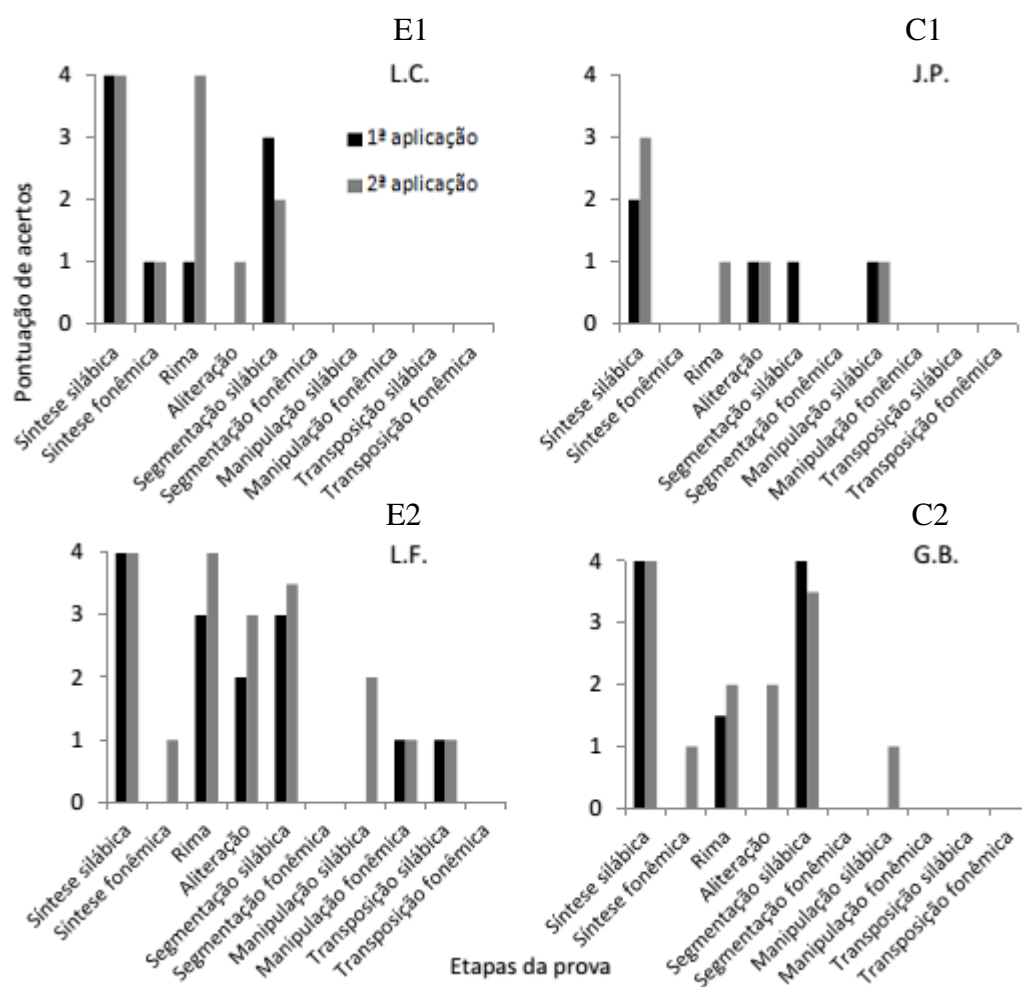 E1
L.C.
4
3
2
1
0
1ª aplicação
2ª aplicação
Pontuação de acertos
Síntese silábica
Síntese fonêmica
Rima
Aliteração
Segmentação silábica
Segmentação fonêmica
Manipulação silábica
Manipulação fonêmica
Transposição silábica
Transposição fonêmica
C1
J.P.
4
3
2
1
0
Síntese silábica
Síntese fonêmica
Rima
Aliteração
Segmentação silábica
Segmentação fonêmica
Manipulação silábica
Manipulação fonêmica
Transposição silábica
Transposição fonêmica
E2
L.F.
4
3
2
1
0
Síntese silábica
Síntese fonêmica
Rima
Aliteração
Segmentação silábica
Segmentação fonêmica
Manipulação silábica
Manipulação fonêmica
Transposição silábica
Transposição fonêmica
C2
G.B.
4
3
2
1
0
Síntese silábica
Síntese fonêmica
Rima
Aliteração
Segmentação silábica
Segmentação fonêmica
Manipulação silábica
Manipulação fonêmica
Transposição silábica
Transposição fonêmica
Etapas da prova